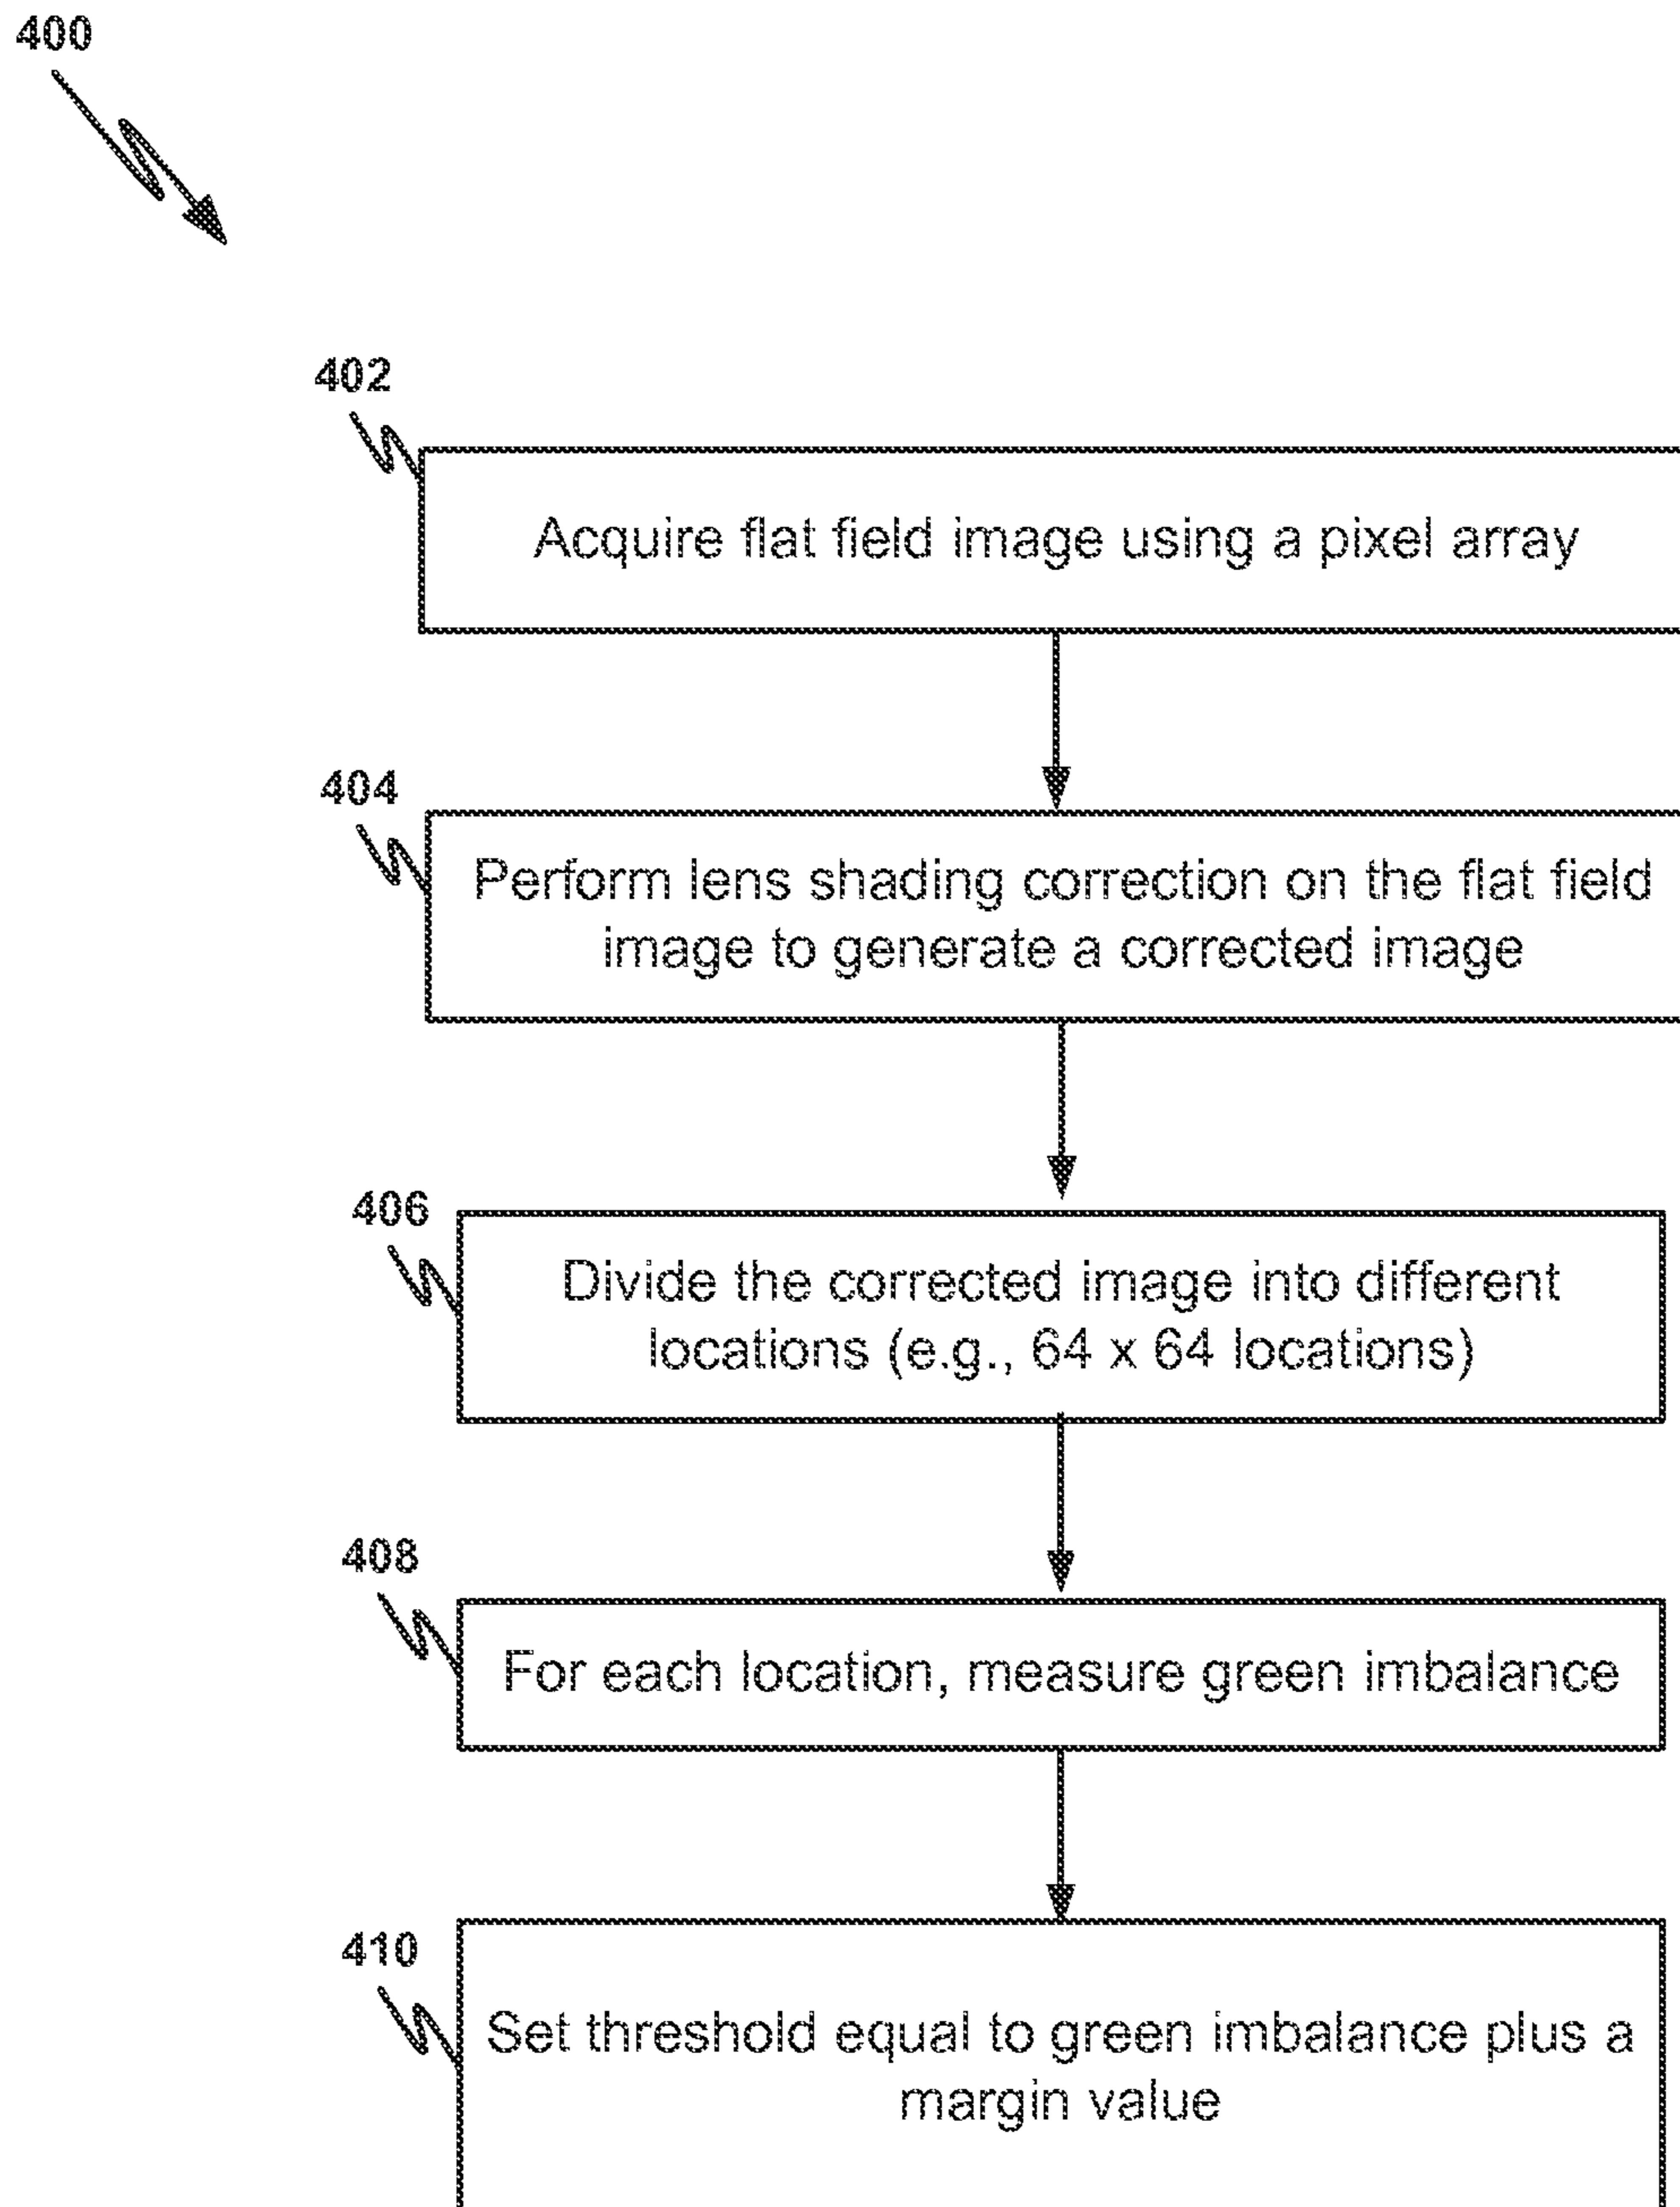 400
402
Acquire flat field image using a pixel array
404
Perform lens shading correction on the flat field
image to generate a corrected image
406
Divide the corrected image into different
locations (e.g., 64 x 64 locations)
408
For each location, measure green imbalance
410
Set threshold equal to green imbalance plus a
margin value